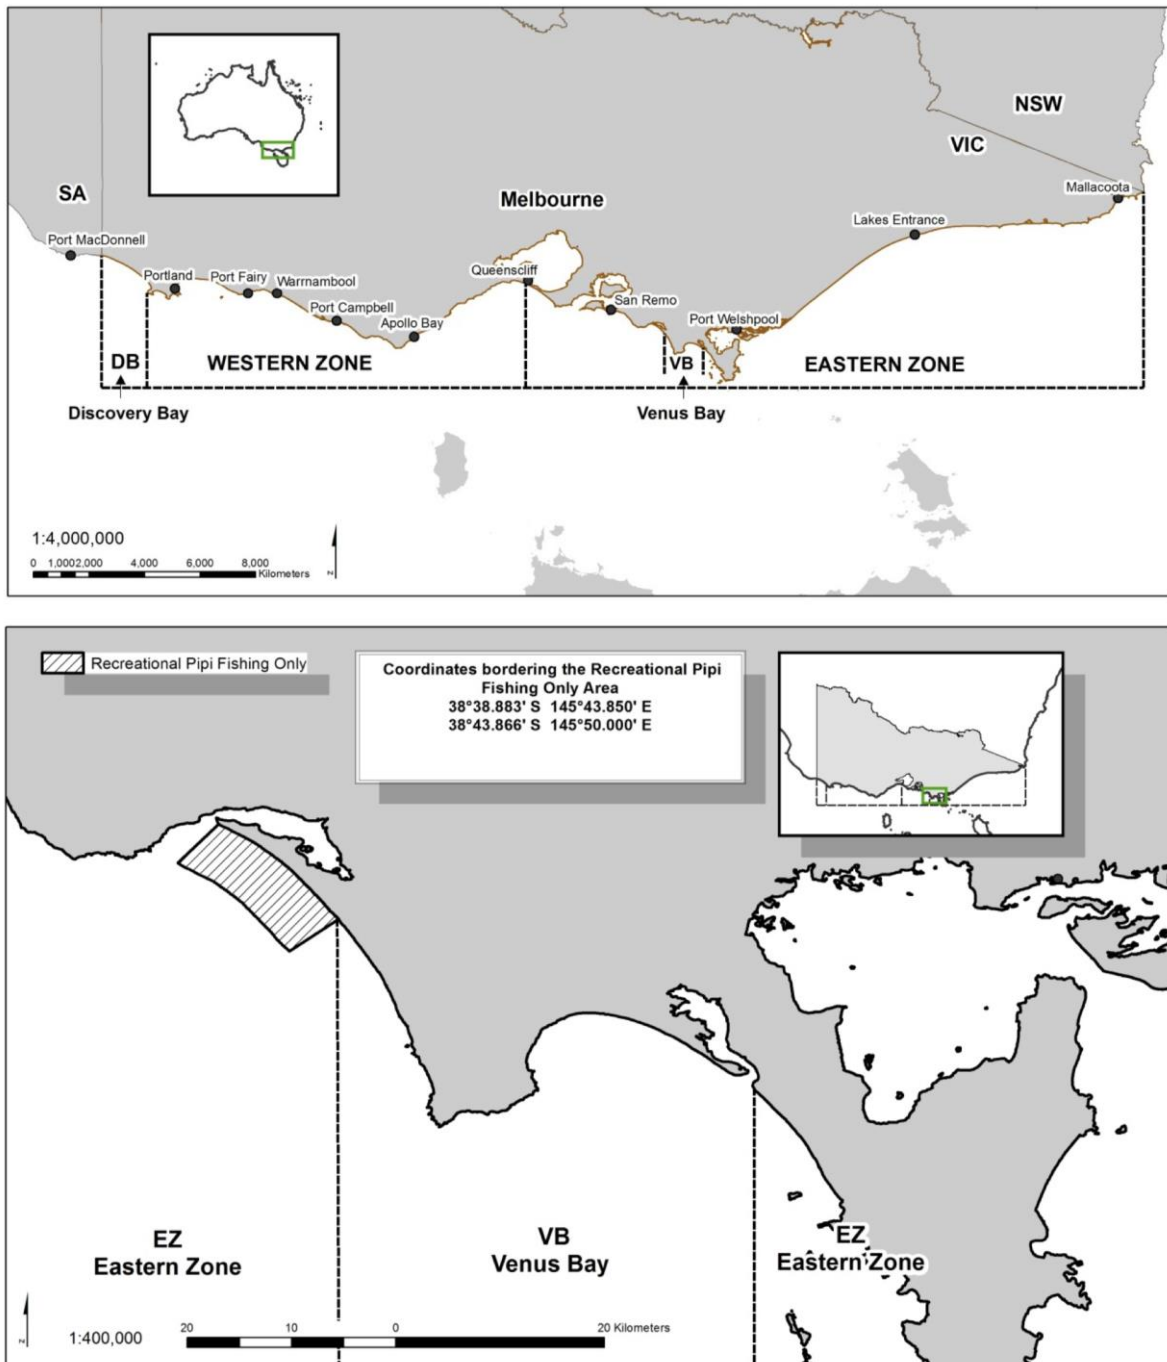 NSW
VIC
SA
Melbourne
Mallacoota
Lakes Entrance
Port MacDonnell
Queenscliff
Portland
Port Fairy
Warrnambool
San Remo
Port Campbell
Port Welshpool
Apollo Bay
DB
WESTERN ZONE
VB
EASTERN ZONE
Discovery Bay
Venus Bay
1:4,000,000
0 1,0002,000 4,000 6,000 8,000
Kilometers
N
Recreational Pipi Fishing Only
Coordinates bordering the Recreational Pipi
Fishing Only Area
38°38.883' S 145°43.850' E
38°43.866' S 145°50.000' E
EZ
Eastern Zone
VB
Venus Bay
EZ
Eastern Zone
N
1:400,000
20 10 0 20 Kilometers